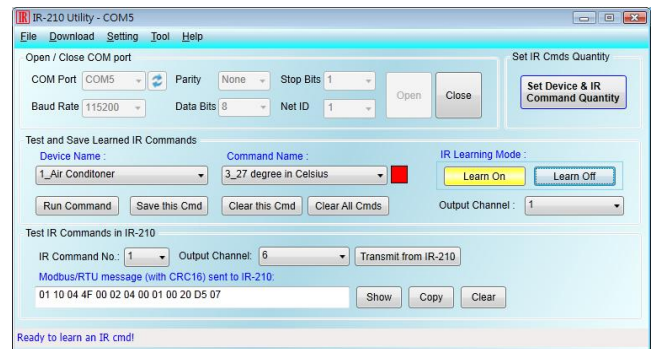 IR-210 Utility - COM5
File Download Setting Tool Help
Open / Close COM port
Set IR Cmds Quantity
COM Port COM5 Parity None Stop Bits 1
Open Close
Set Device & IR
Command Quantity
Baud Rate 115200 Data Bits 8 Net ID 1
Test and Save Learned IR Commands
Device Name : Command Name : IR Learning Mode :
1_Air Conditoner 3_27 degree in Celsius Learn On Learn Off
Run Command Save this Cmd Clear this Cmd Clear All Cmds Output Channel : 1
Test IR Commands in IR-210
IR Command No.: 1 Output Channel: 6 Transmit from IR-210
Modbus/RTU message (with CRC16) sent to IR-210:
01 10 04 4F 00 02 04 00 01 00 20 D5 07 Show Copy Clear
Ready to learn an IR cmd!